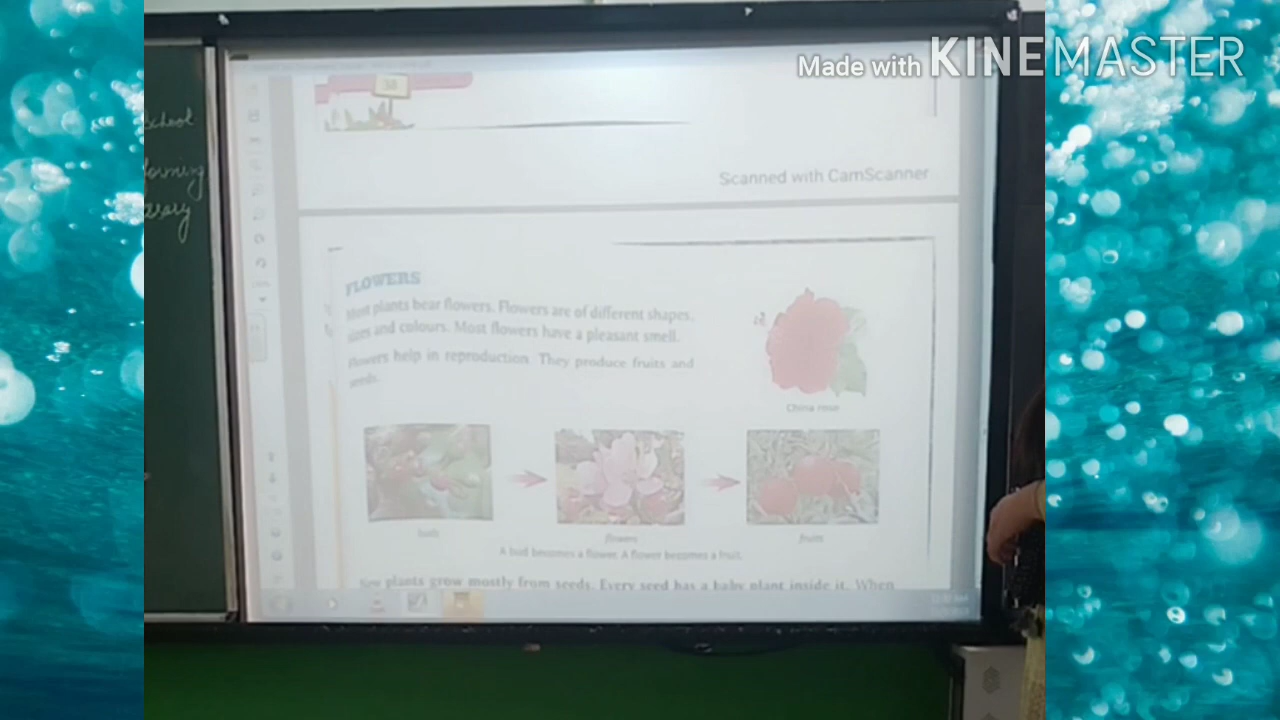 Made with KINEMASTER
School
38
Scanned with CamScanner
FLOWERS
Most plants bear flowers. Flowers are of different shapes,
sizes and colours. Most flowers have a pleasant smell.
Flowers help in reproduction. They produce fruits and
seeds.
China rose
buds
flowers
fruits
A bud becomes a flower. A flower becomes a fruit.
New plants grow mostly from seeds. Every seed has a baby plant inside it. When